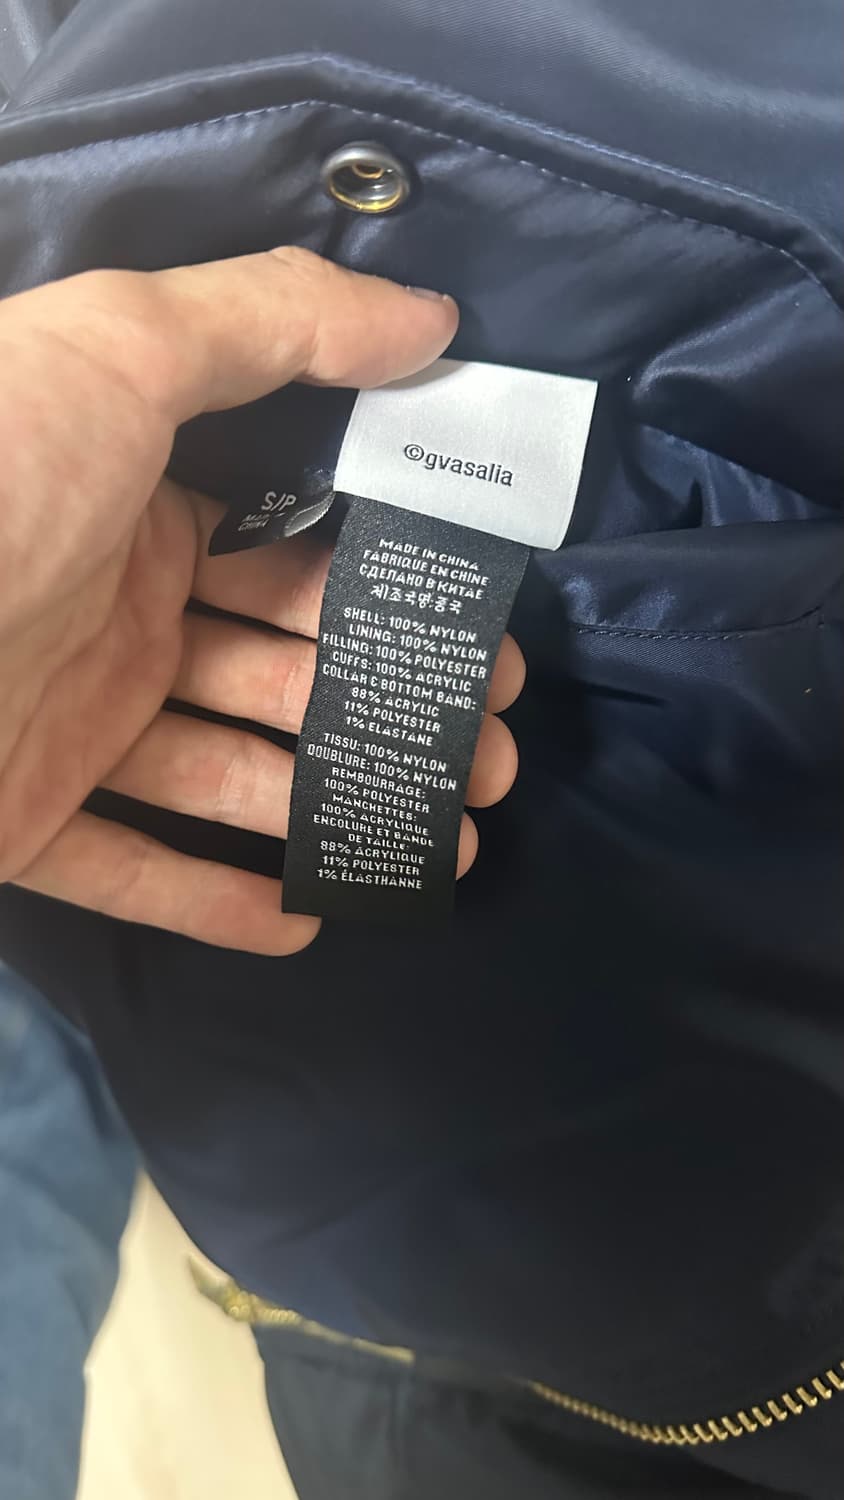 ©gvasalia
S/P
MADE IN
CHINA
MADE IN CHINA
FABRIQUE EN CHINE
СДЕЛАНО В КИТАЕ
제조국명:중국
SHELL: 100% NYLON
LINING: 100% NYLON
FILLING: 100% POLYESTER
CUFFS: 100% ACRYLIC
COLLAR & BOTTOM BAND:
88% ACRYLIC
11% POLYESTER
1% ELASTANE
TISSU: 100% NYLON
DOUBLURE: 100% NYLON
REMBOURRAGE:
100% POLYESTER
MANCHETTES:
100% ACRYLIQUE
ENCOLURE ET BANDE
DE TAILLE:
88% ACRYLIQUE
11% POLYESTER
1% ÉLASTHANNE